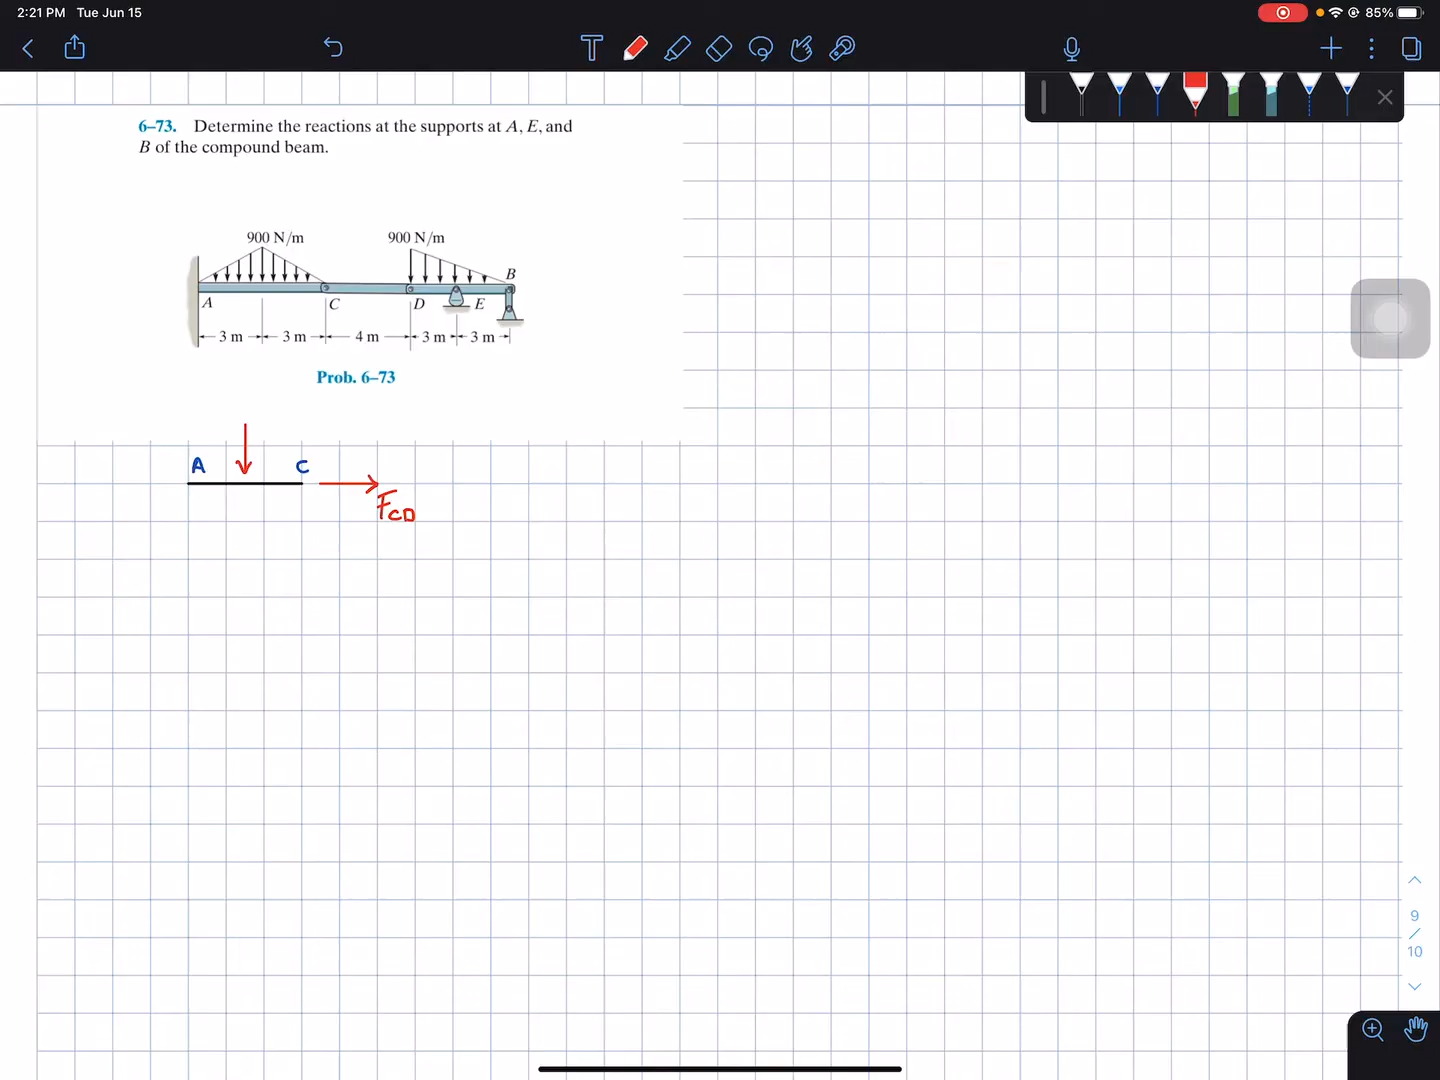 2:21 PM Tue Jun 15
85%
T
6–73. Determine the reactions at the supports at A, E, and
B of the compound beam.
900 N/m
900 N/m
B
A
C
D
E
3 m
3 m
4 m
3 m
3 m
Prob. 6–73
A
C
FCD
9
/
10